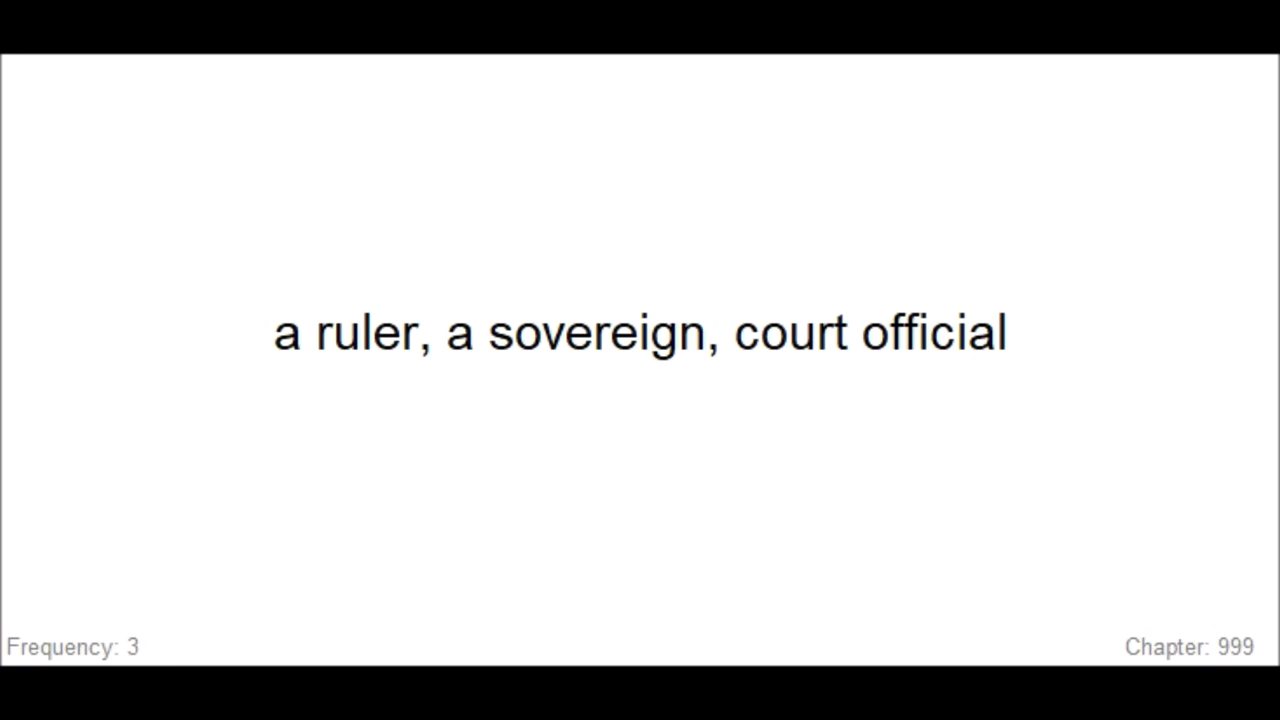 a ruler, a sovereign, court official
Frequency: 3
Chapter: 999